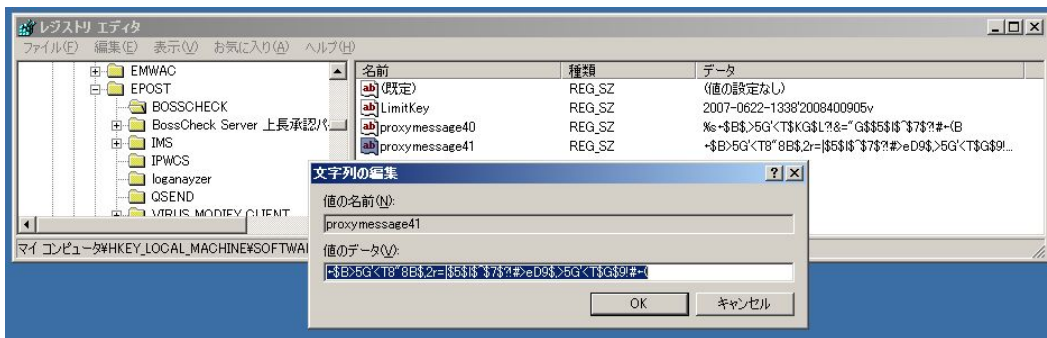 レジストリ エディタ
ファイル(F) 編集(E) 表示(V) お気に入り(A) ヘルプ(H)
EMWAC
EPOST
BOSSCHECK
BossCheck Server 上長承認パ
IMS
IPWCS
loganayzer
QSEND
VIRUS MODIFY CLIENT
マイ コンピュータ¥HKEY_LOCAL_MACHINE¥SOFTWA
名前 種類 データ
(既定) REG_SZ (値の設定なし)
LimitKey REG_SZ 2007-0622-1338'2008400905v
proxymessage40 REG_SZ
proxymessage41 REG_SZ
文字列の編集
値の名前(N):
proxymessage41
値のデータ(V):
OK キャンセル